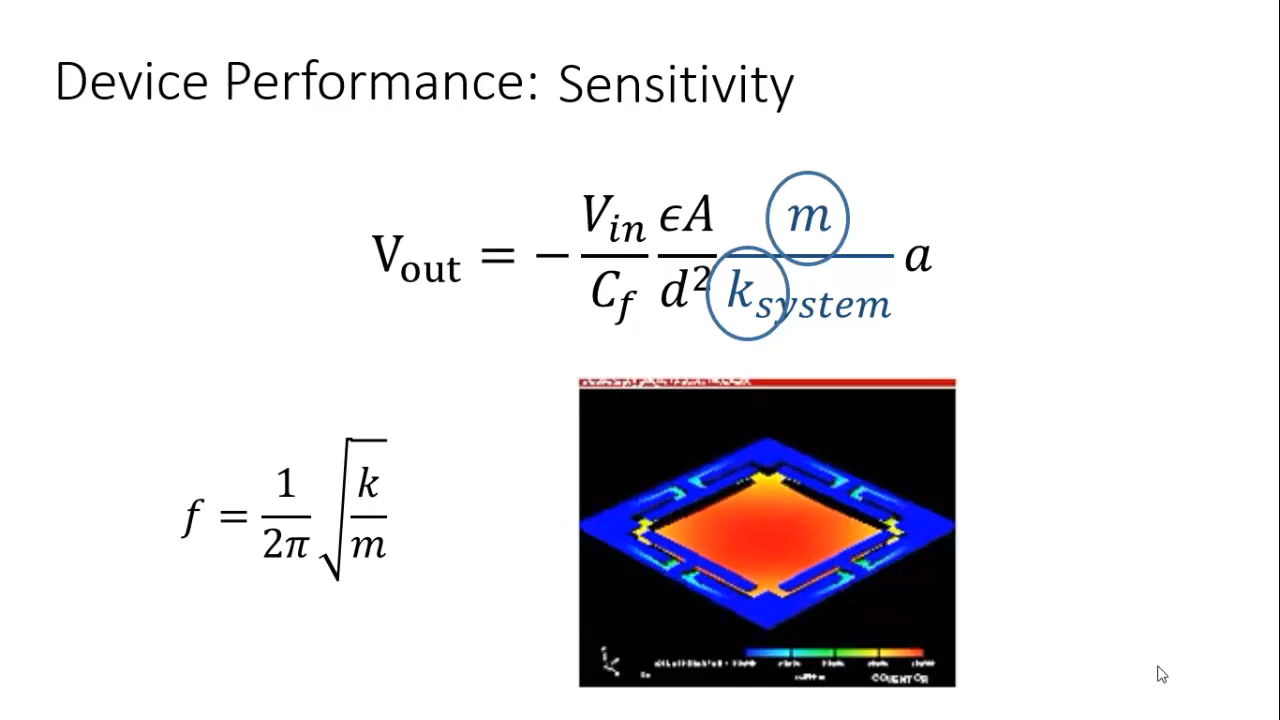 Device Performance: Sensitivity
V_out = − V_in/C_f ϵA/d² m/k_system a
f = 1/2π √k/m
COVENTOR